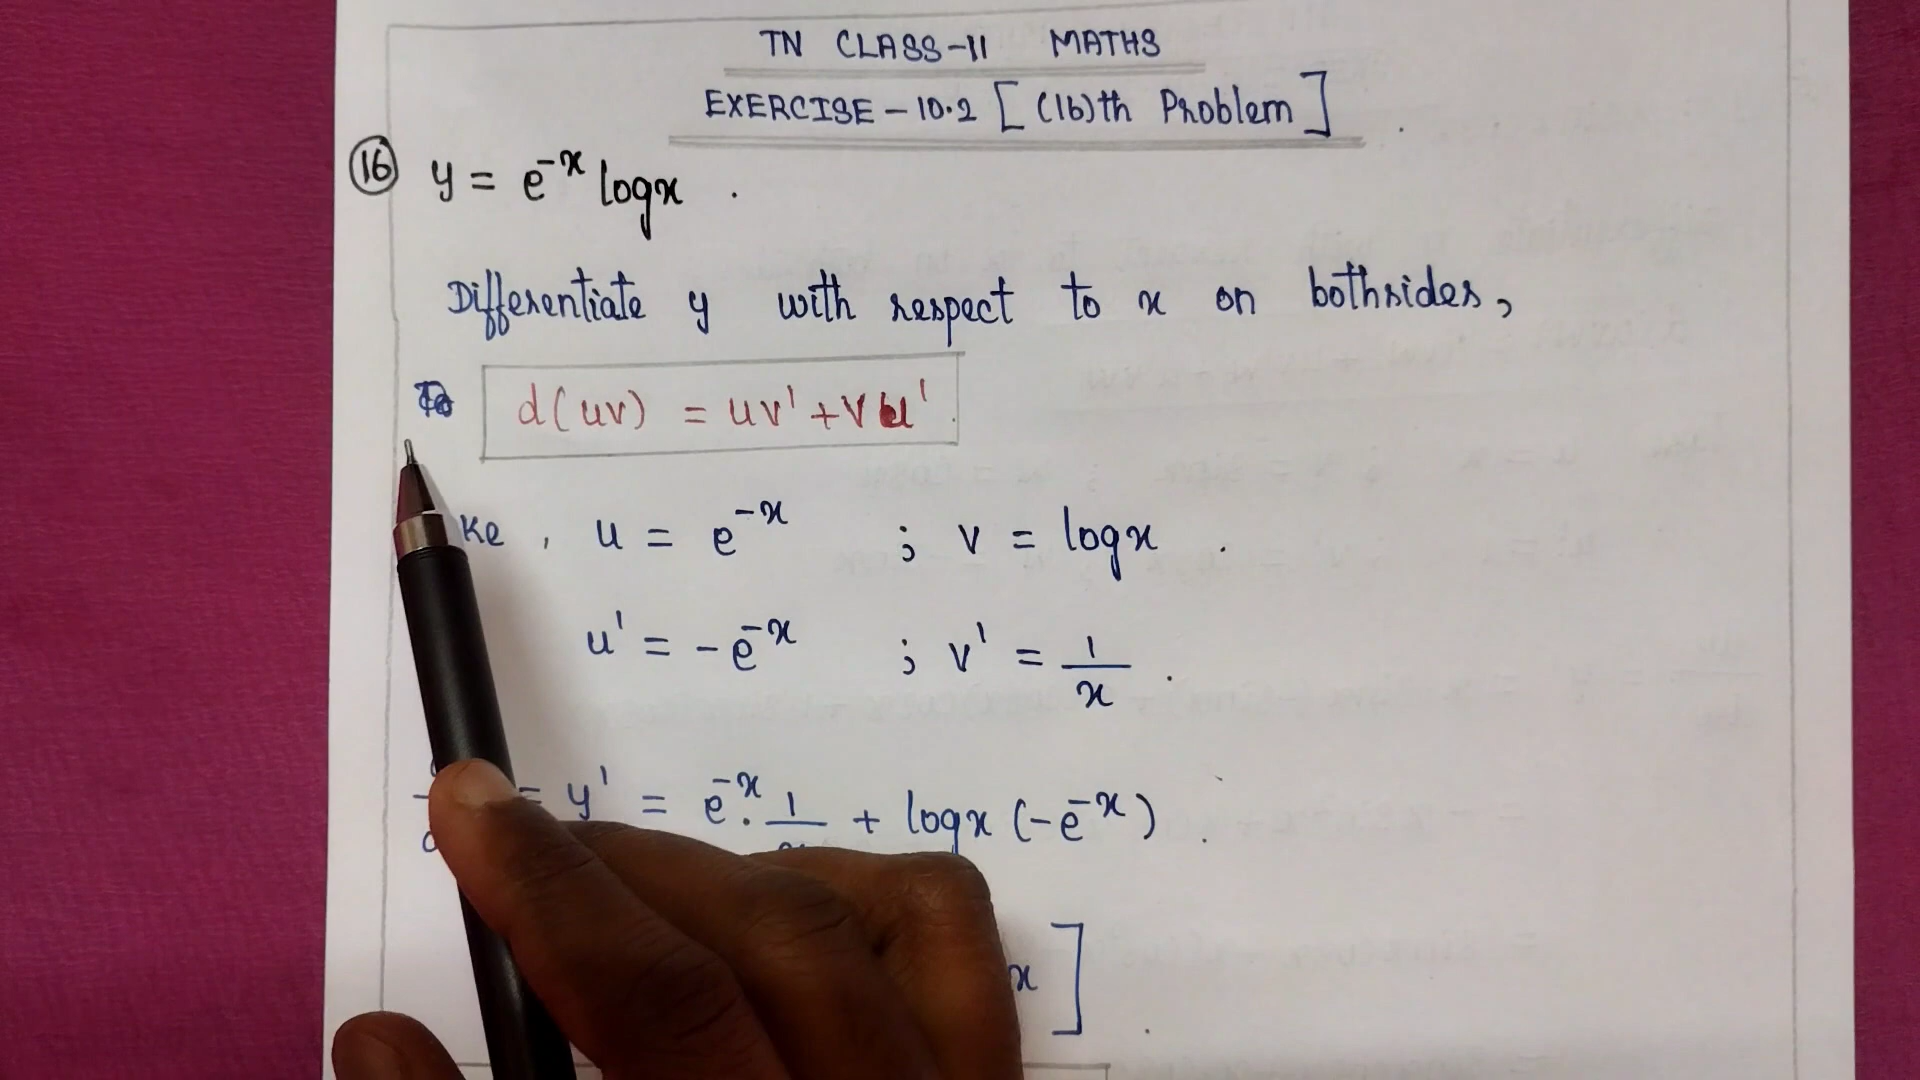 TN CLASS-11 MATHS
EXERCISE - 10.2 [(16)th Problem]
(16) y = e^-x logx .
Differentiate y with respect to x on bothsides,
d(uv) = uv' + vu' .
ke , u = e^-x ; v = logx .
u' = -e^-x ; v' = 1/x .
= y' = e^-x . 1/x + logx (-e^-x) .
x ] .